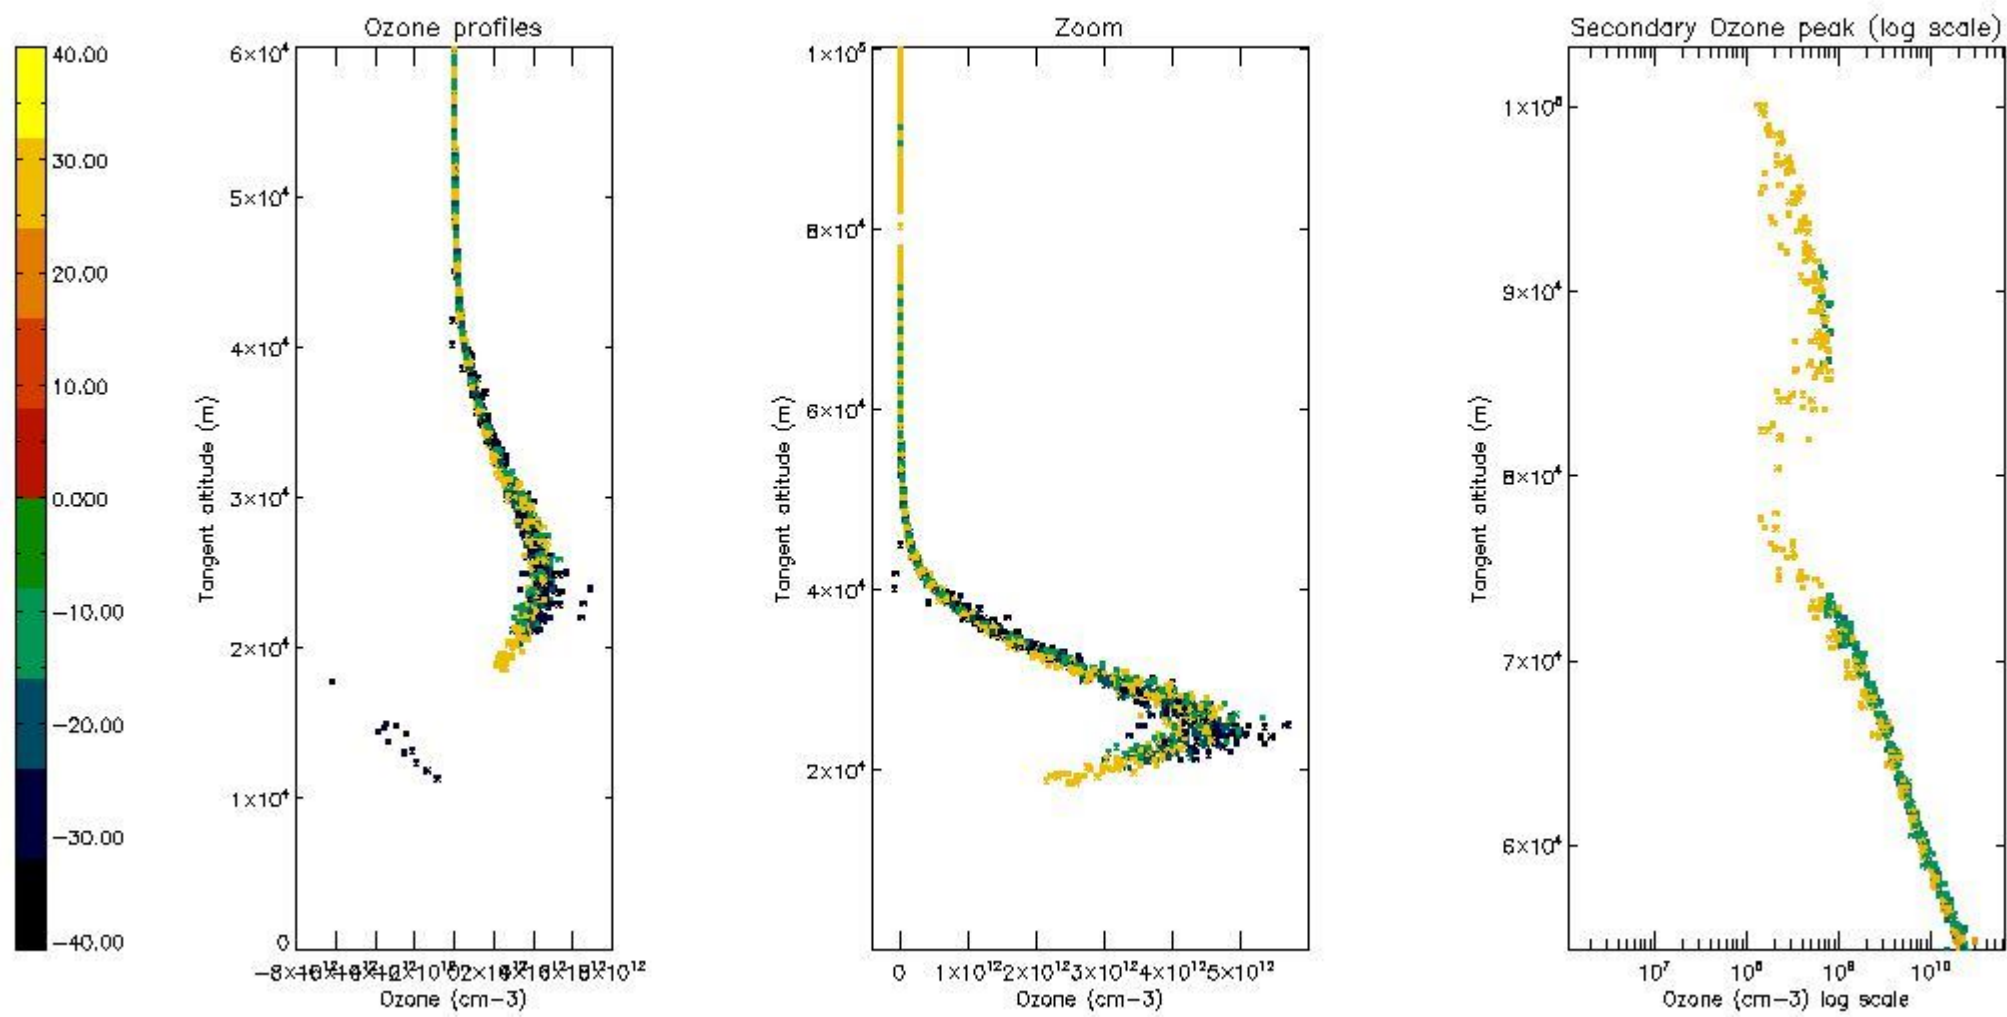 Ozone profiles
Zoom
Secondary Ozone peak (log scale)
40.00
30.00
20.00
10.00
0.00
-10.00
-20.00
-30.00
-40.00
6×10⁴
5×10⁴
4×10⁴
3×10⁴
2×10⁴
1×10⁴
0
Tangent altitude (m)
Ozone (cm-3)
1×10⁵
8×10⁴
6×10⁴
4×10⁴
2×10⁴
Tangent altitude (m)
0 1×10¹² 2×10¹² 3×10¹² 4×10¹² 5×10¹²
Ozone (cm-3)
1×10⁵
9×10⁴
8×10⁴
7×10⁴
6×10⁴
Tangent altitude (m)
10⁷ 10⁸ 10⁹ 10¹⁰
Ozone (cm-3) log scale